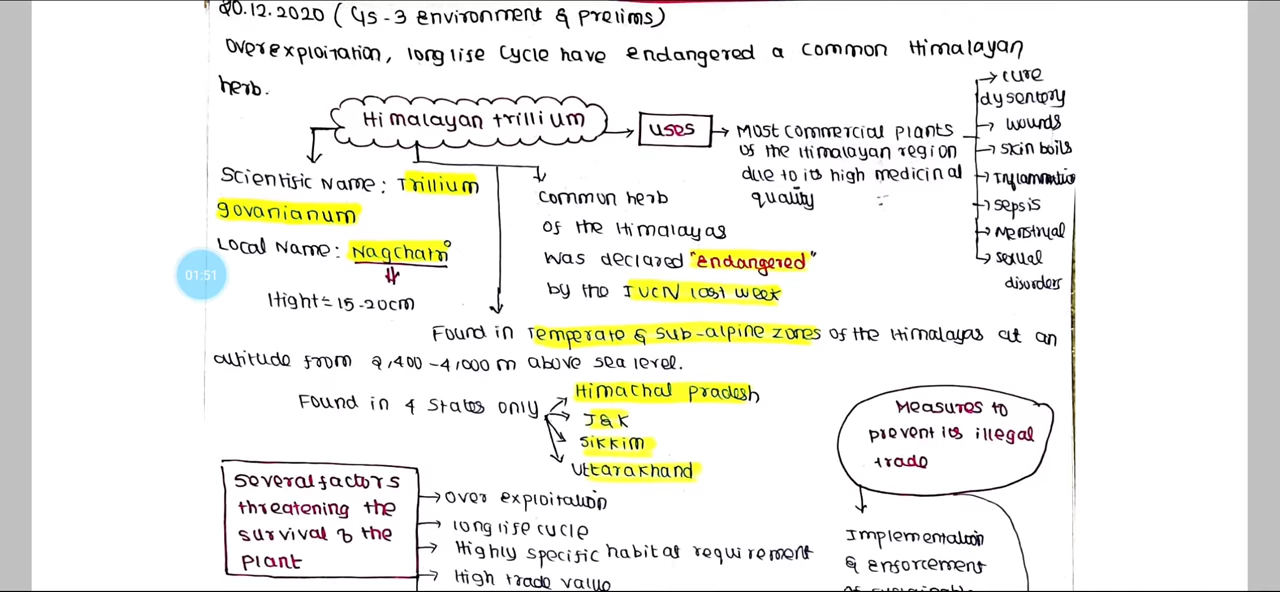 20.12.2020 (GS-3 environment & prelims)
Overexploitation, long life cycle have endangered a common Himalayan
herb.
Himalayan trillium
uses
Most commercial plants
of the Himalayan region
due to its high medicinal
quality
cure
dysentery
wounds
skin boils
Inflammation
sepsis
menstrual
sexual
disorders
Scientific Name: Trillium
govanianum
Local Name: Nagchatri
Hight = 15-20cm
common herb
of the Himalayas
was declared "endangered"
by the IUCN last week
01:51
Found in Temperate & sub-alpine zones of the Himalayas at an
altitude from 2,400 - 4,000 m above sea level.
Found in 4 States only
Himachal pradesh
J&K
Sikkim
Uttarakhand
Several factors
threatening the
survival of the
plant
over exploitation
long life cycle
Highly specific habitat requirement
High trade value
Measures to
prevent its illegal
trade
Implementation
& enforcement
of sustainable